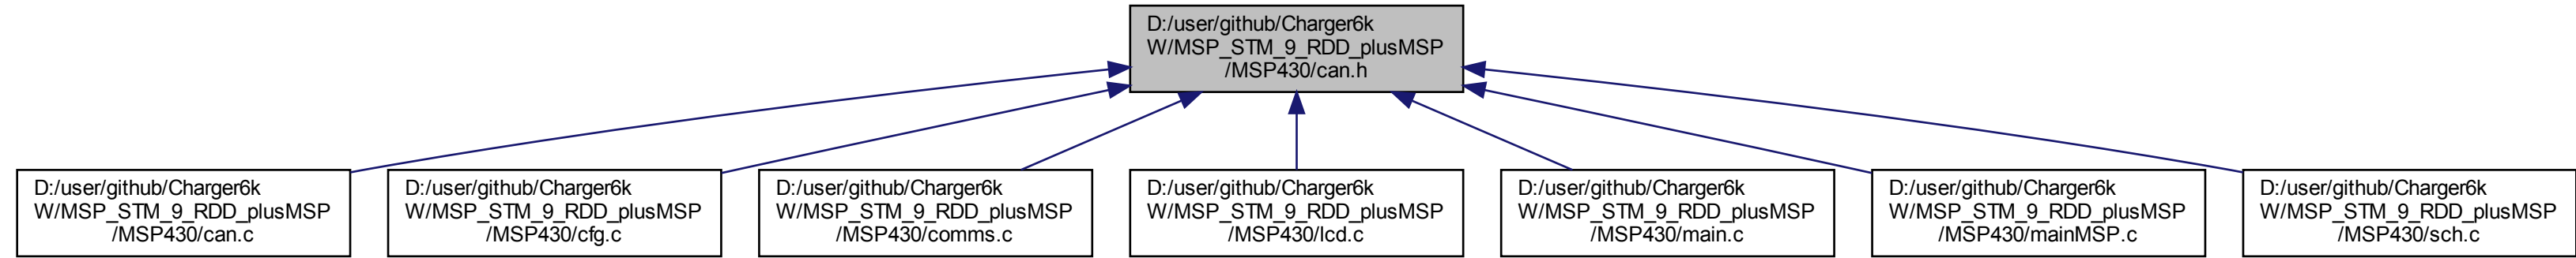 D:/user/github/Charger6k
W/MSP_STM_9_RDD_plusMSP
/MSP430/can.h
D:/user/github/Charger6k
W/MSP_STM_9_RDD_plusMSP
/MSP430/can.c
D:/user/github/Charger6k
W/MSP_STM_9_RDD_plusMSP
/MSP430/cfg.c
D:/user/github/Charger6k
W/MSP_STM_9_RDD_plusMSP
/MSP430/comms.c
D:/user/github/Charger6k
W/MSP_STM_9_RDD_plusMSP
/MSP430/lcd.c
D:/user/github/Charger6k
W/MSP_STM_9_RDD_plusMSP
/MSP430/main.c
D:/user/github/Charger6k
W/MSP_STM_9_RDD_plusMSP
/MSP430/mainMSP.c
D:/user/github/Charger6k
W/MSP_STM_9_RDD_plusMSP
/MSP430/sch.c